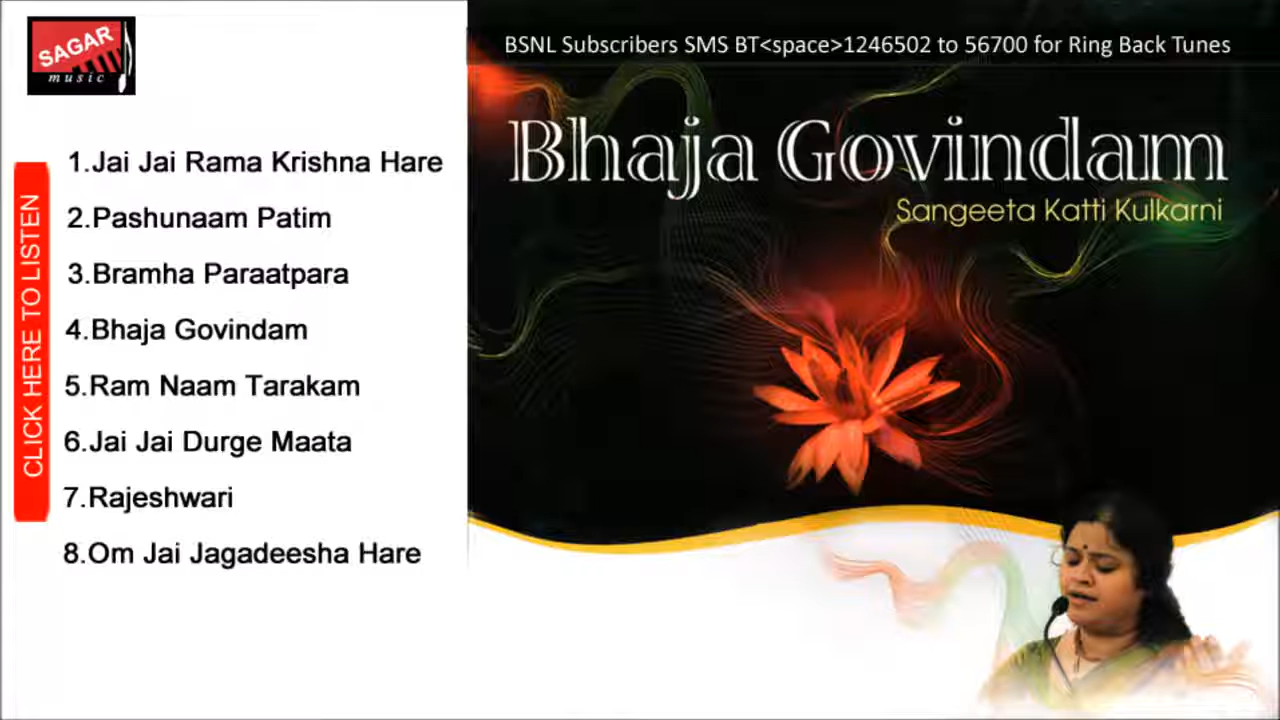 SAGAR
music
CLICK HERE TO LISTEN
1.Jai Jai Rama Krishna Hare
2.Pashunaam Patim
3.Bramha Paraatpara
4.Bhaja Govindam
5.Ram Naam Tarakam
6.Jai Jai Durge Maata
7.Rajeshwari
8.Om Jai Jagadeesha Hare
BSNL Subscribers SMS BT<space>1246502 to 56700 for Ring Back Tunes
Bhaja Govindam
Sangeeta Katti Kulkarni